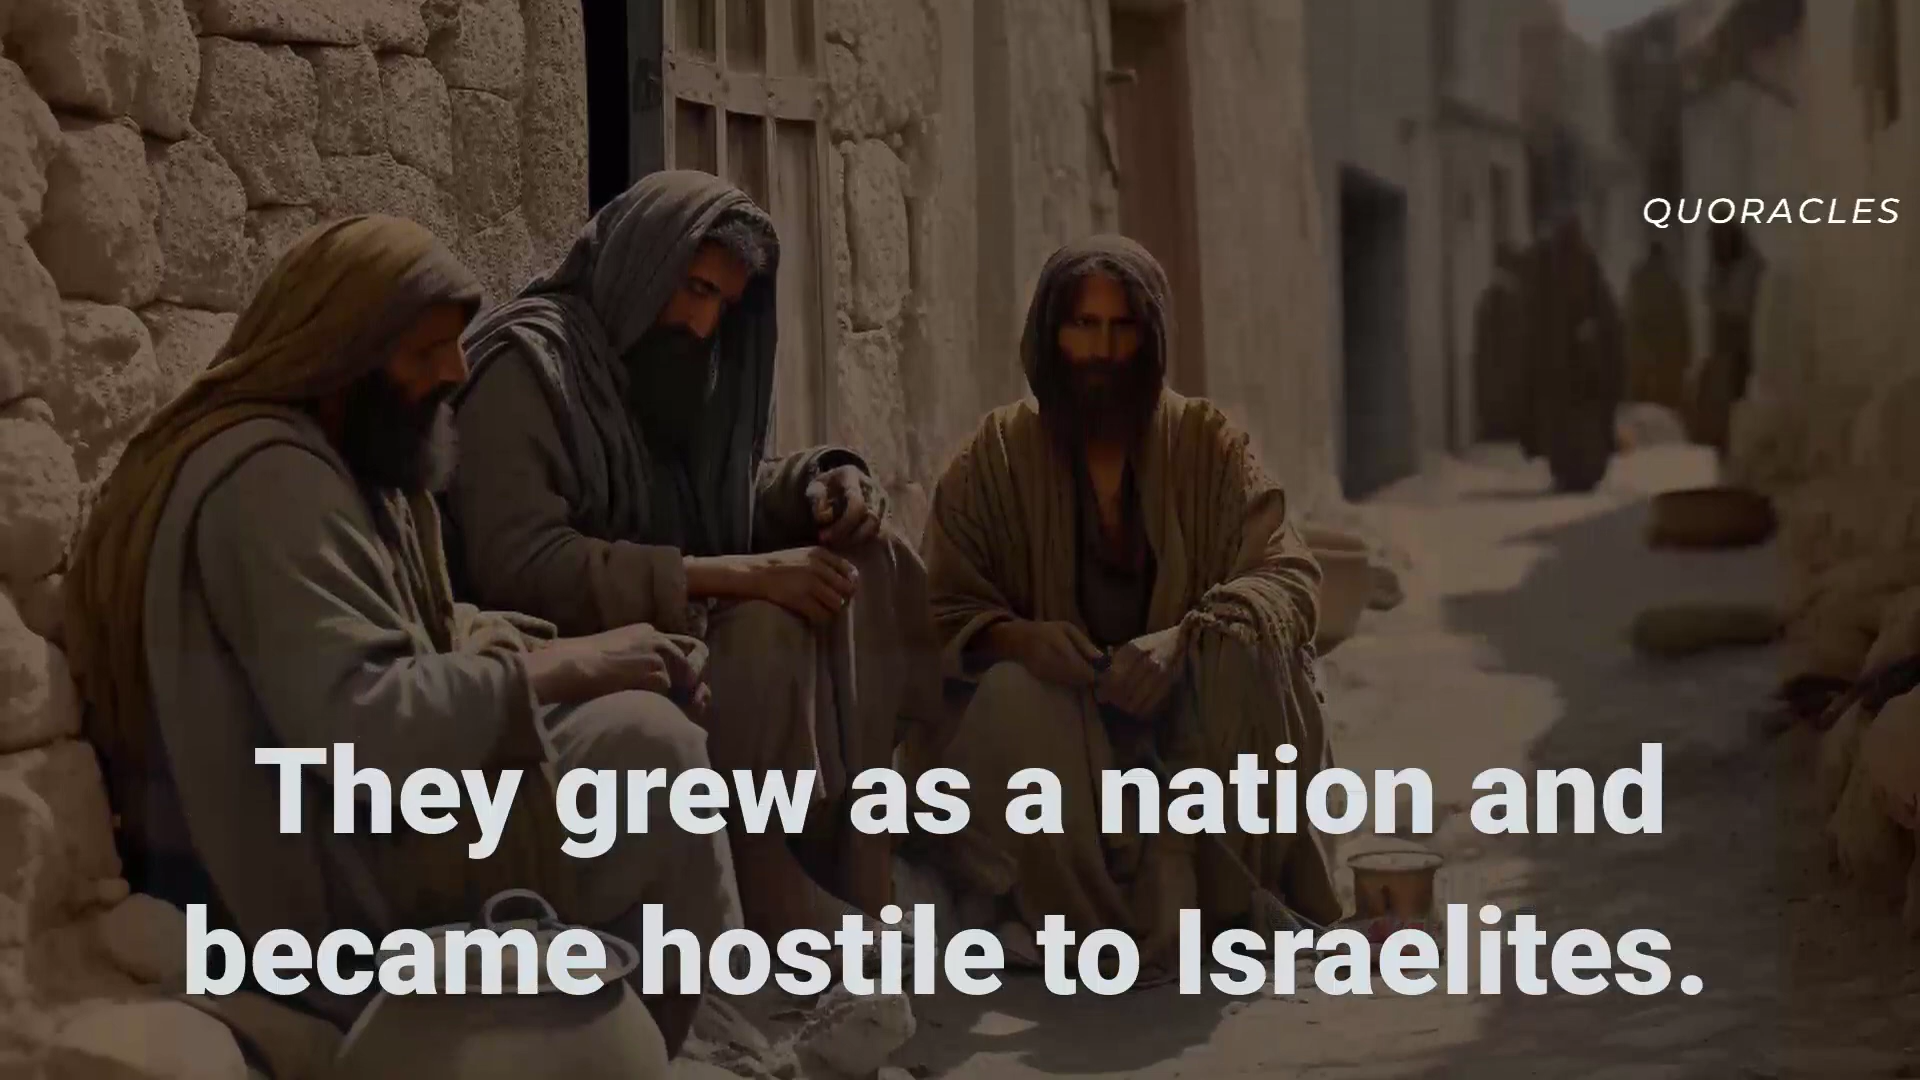 QUORACLES
They grew as a nation and
became hostile to Israelites.